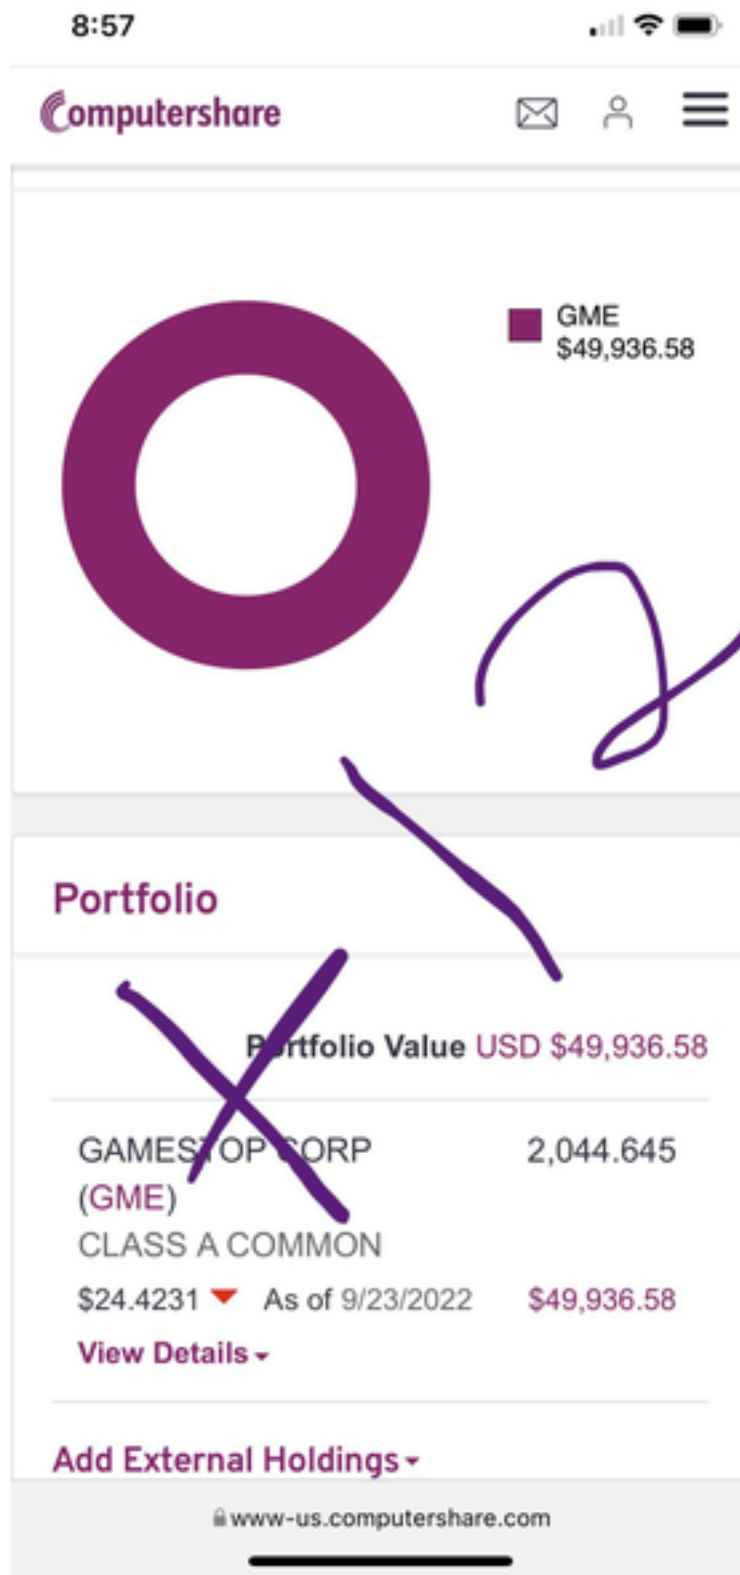 8:57
Computershare
GME
$49,936.58
Portfolio
Portfolio Value USD $49,936.58
GAMESTOP CORP 2,044.645
(GME)
CLASS A COMMON
$24.4231 As of 9/23/2022 $49,936.58
View Details
Add External Holdings
www-us.computershare.com